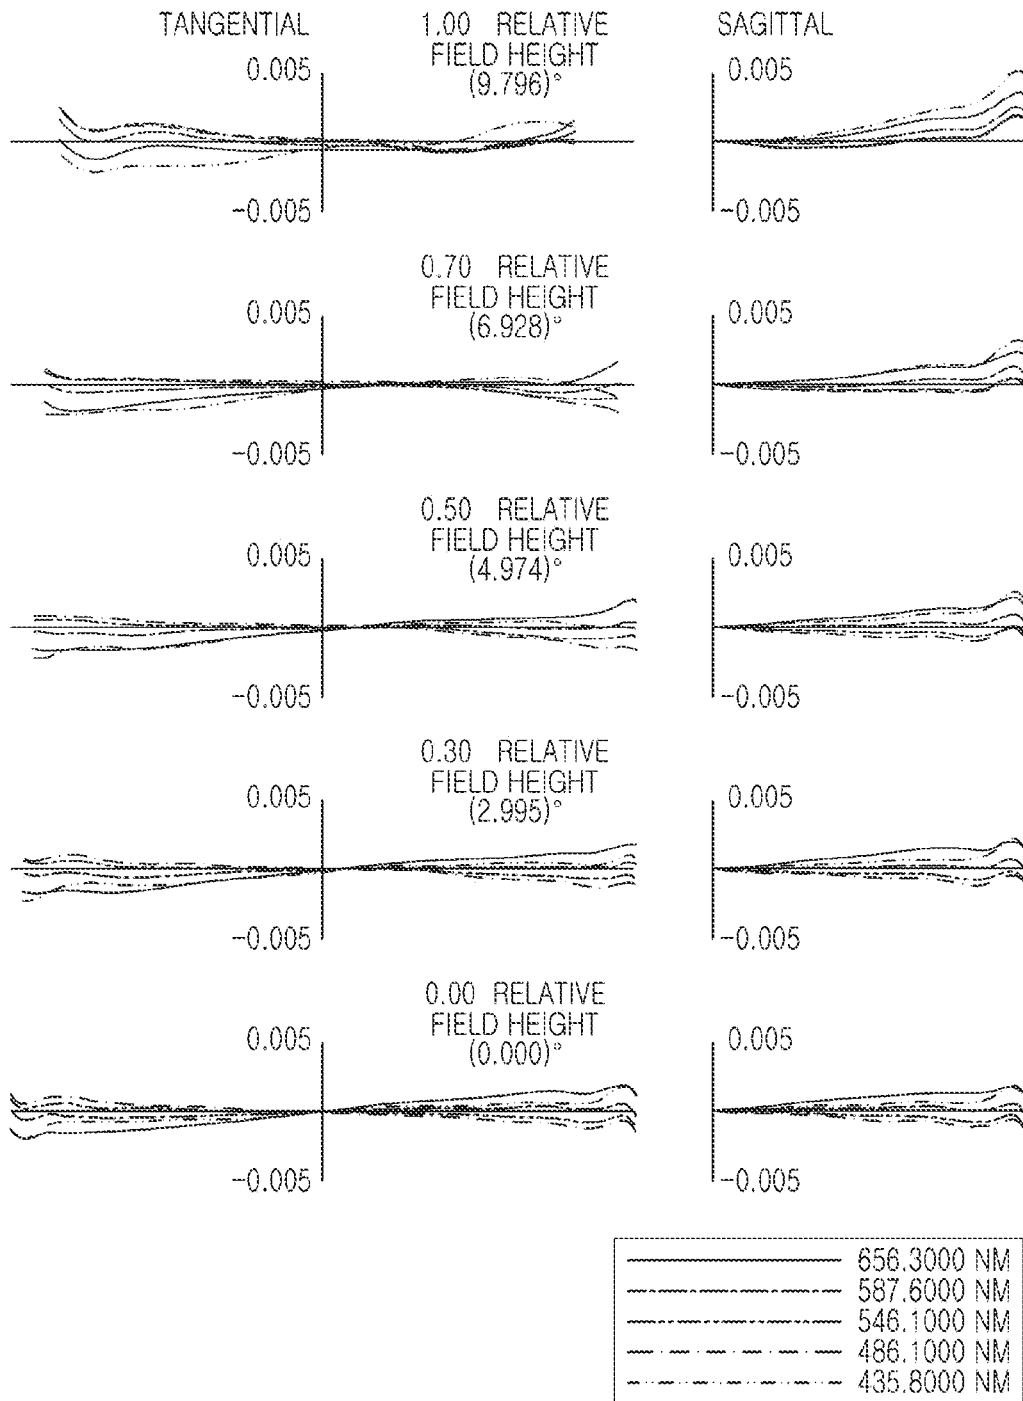 TANGENTIAL
1.00 RELATIVE
FIELD HEIGHT
(9.796)°
SAGITTAL
0.005
-0.005
0.005
-0.005
0.70 RELATIVE
FIELD HEIGHT
(6.928)°
0.005
-0.005
0.005
-0.005
0.50 RELATIVE
FIELD HEIGHT
(4.974)°
0.005
-0.005
0.005
-0.005
0.30 RELATIVE
FIELD HEIGHT
(2.995)°
0.005
-0.005
0.005
-0.005
0.00 RELATIVE
FIELD HEIGHT
(0.000)°
0.005
-0.005
0.005
-0.005
656.3000 NM
587.6000 NM
546.1000 NM
486.1000 NM
435.8000 NM